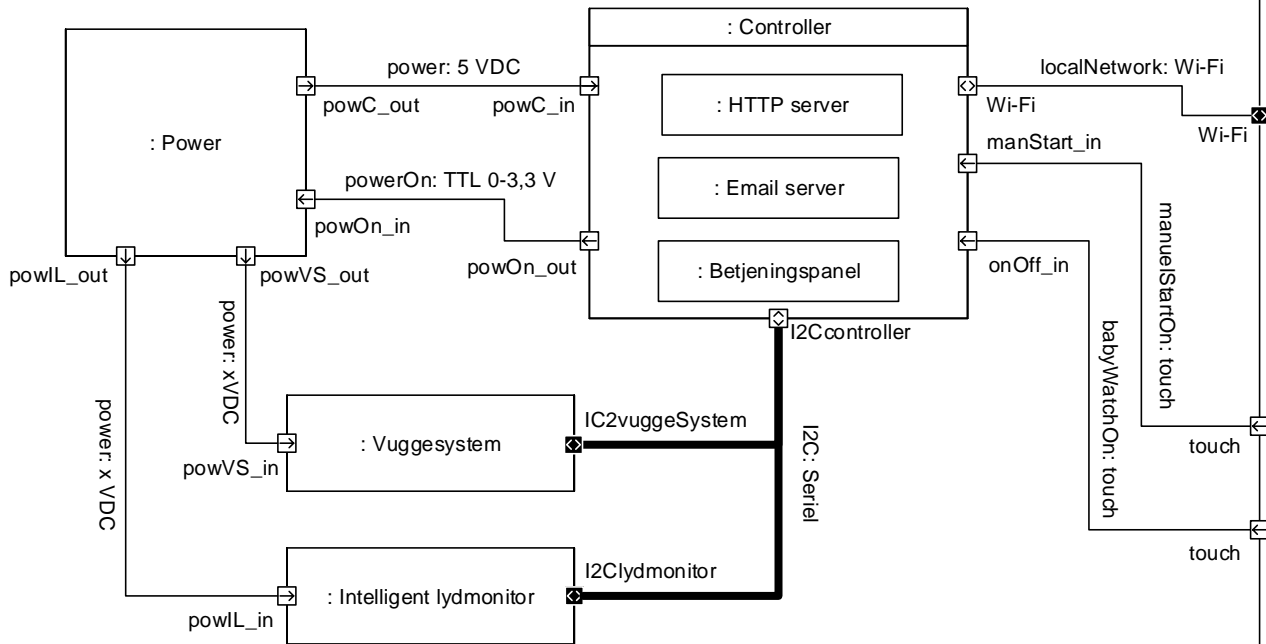 : Controller
power: 5 VDC
localNetwork: Wi-Fi
powC_out
powC_in
: HTTP server
Wi-Fi
Wi-Fi
: Power
manStart_in
powerOn: TTL 0-3,3 V
: Email server
powOn_in
manuelStartOn: touch
powIL_out
powVS_out
powOn_out
: Betjeningspanel
onOff_in
I2Ccontroller
power: xVDC
babyWatchOn: touch
power: x VDC
IC2vuggeSystem
: Vuggesystem
I2C: Seriel
touch
powVS_in
touch
I2Clydmonitor
: Intelligent lydmonitor
powIL_in